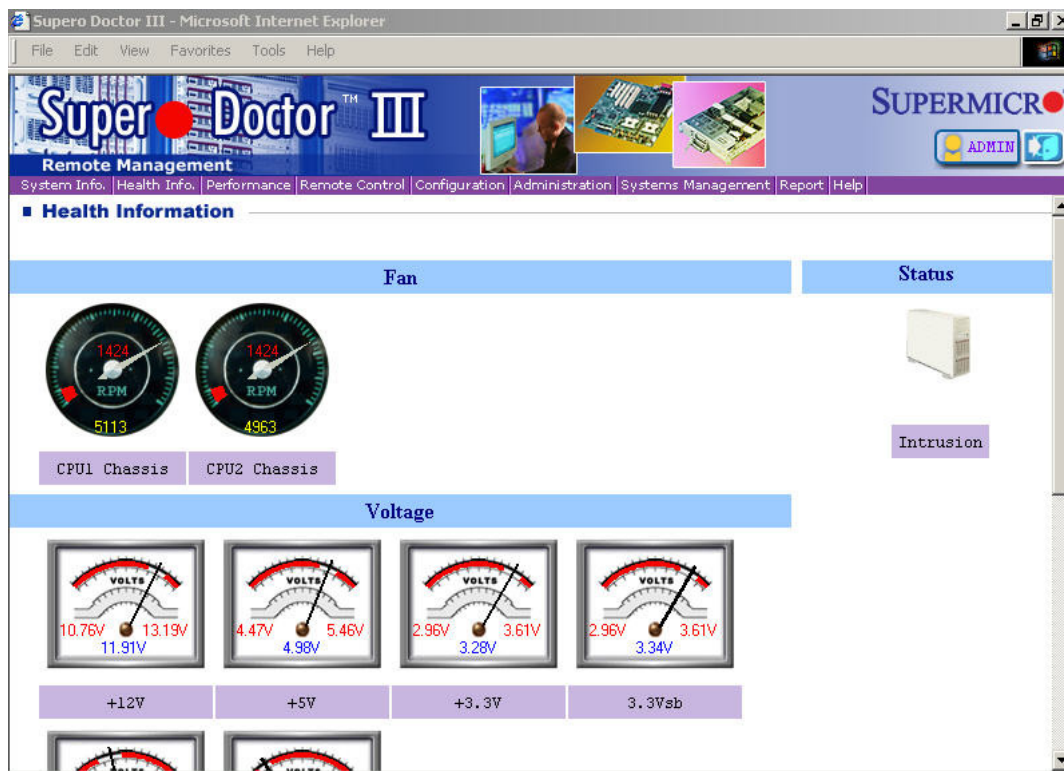 Supero Doctor III - Microsoft Internet Explorer
File Edit View Favorites Tools Help
Super Doctor™ III
SUPERMICR
Remote Management
ADMIN
System Info. Health Info. Performance Remote Control Configuration Administration Systems Management Report Help
Health Information
Fan
Status
1424 1424
RPM RPM
5113 4963
CPU1 Chassis CPU2 Chassis
Intrusion
Voltage
VOLTS VOLTS VOLTS VOLTS
10.76V 13.19V 4.47V 5.46V 2.96V 3.61V 2.96V 3.61V
11.91V 4.98V 3.28V 3.34V
+12V +5V +3.3V 3.3Vsb
VOLTS VOLTS